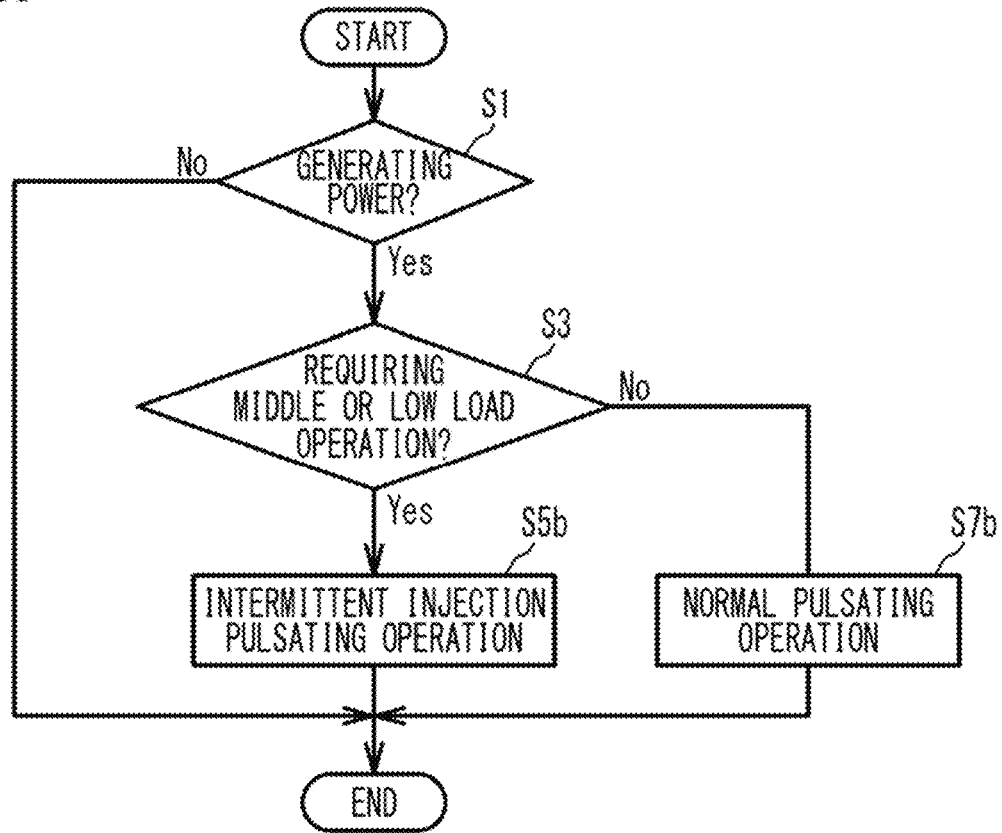 START
S1
No
GENERATING
POWER?
Yes
S3
REQUIRING
MIDDLE OR LOW LOAD
OPERATION?
No
Yes
S5b
S7b
INTERMITTENT INJECTION
PULSATING OPERATION
NORMAL PULSATING
OPERATION
END